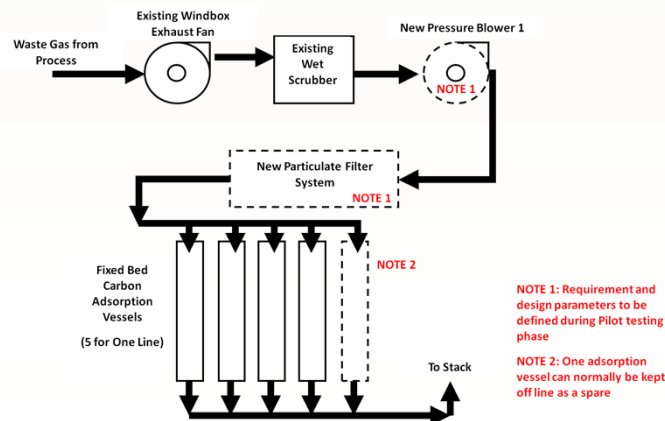 Existing Windbox
Exhaust Fan
Waste Gas from
Process
Existing
Wet
Scrubber
New Pressure Blower 1
NOTE 1
New Particulate Filter
System
NOTE 1
NOTE 2
Fixed Bed
Carbon
Adsorption
Vessels
(5 for One Line)
To Stack
NOTE 1: Requirement and
design parameters to be
defined during Pilot testing
phase
NOTE 2: One adsorption
vessel can normally be kept
off line as a spare